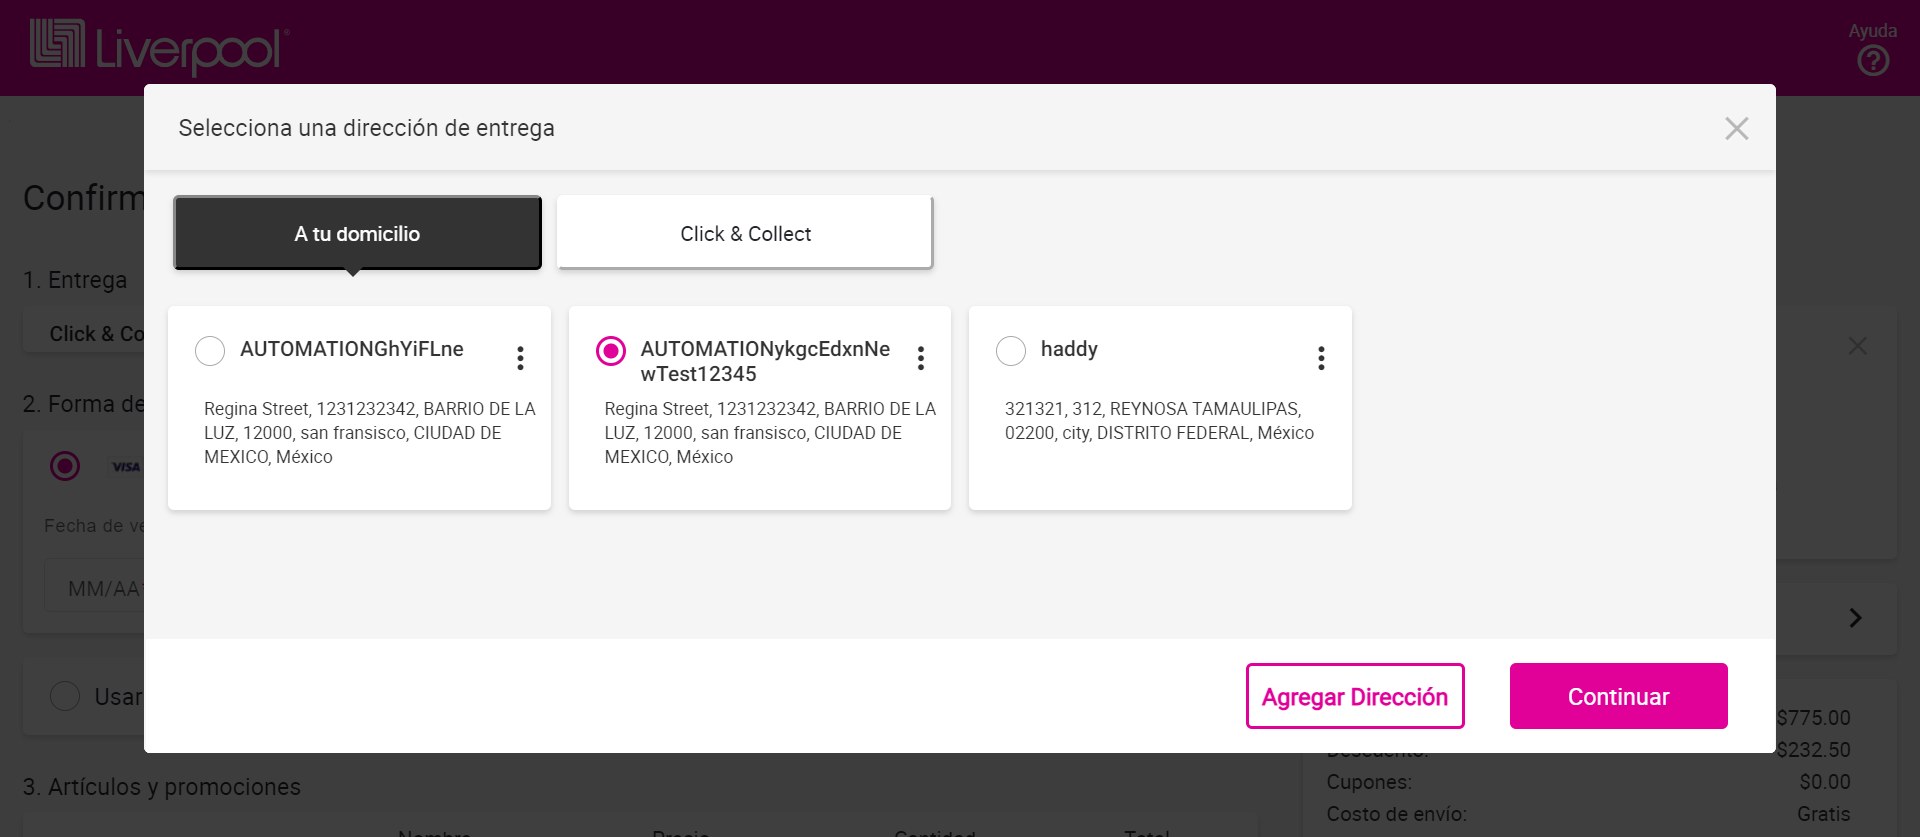 Liverpool
Ayuda
Selecciona una dirección de entrega
Confirm
A tu domicilio
Click & Collect
1. Entrega
Click & Co
AUTOMATIONGhYiFLne
Regina Street, 1231232342, BARRIO DE LA
LUZ, 12000, san fransisco, CIUDAD DE
MEXICO, México
AUTOMATIONykgcEdxnNe
wTest12345
Regina Street, 1231232342, BARRIO DE LA
LUZ, 12000, san fransisco, CIUDAD DE
MEXICO, México
haddy
321321, 312, REYNOSA TAMAULIPAS,
02200, city, DISTRITO FEDERAL, México
2. Forma de
VISA
Fecha de ve
MM/AA
Usar
Agregar Dirección
Continuar
$775.00
Descuento:
$232.50
Cupones:
$0.00
Costo de envío:
Gratis
3. Artículos y promociones
Nombre
Precio
Cantidad
Total